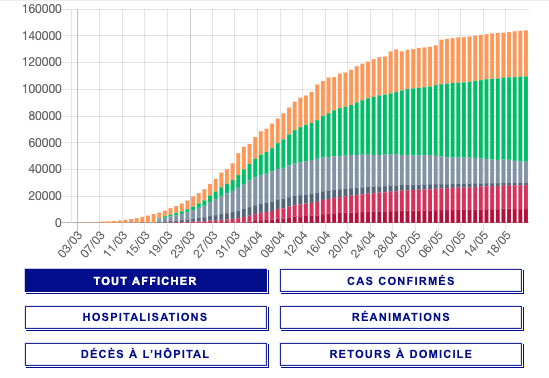 160000
140000
120000
100000
80000
60000
40000
20000
0
03/03 07/03 11/03 15/03 19/03 23/03 27/03 31/03 04/04 08/04 12/04 16/04 20/04 24/04 28/04 02/05 06/05 10/05 14/05 18/05
TOUT AFFICHER CAS CONFIRMÉS
HOSPITALISATIONS RÉANIMATIONS
DÉCÈS À L'HÔPITAL RETOURS À DOMICILE